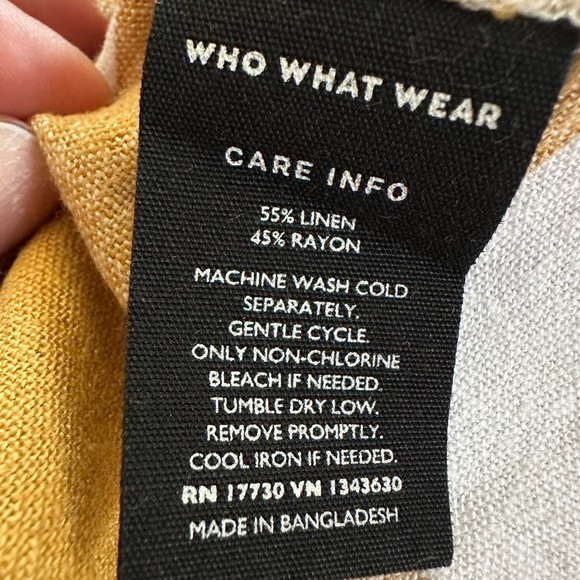 WHO WHAT WEAR
CARE INFO
55% LINEN
45% RAYON
MACHINE WASH COLD
SEPARATELY.
GENTLE CYCLE.
ONLY NON-CHLORINE
BLEACH IF NEEDED.
TUMBLE DRY LOW.
REMOVE PROMPTLY.
COOL IRON IF NEEDED.
RN 17730 VN 1343630
MADE IN BANGLADESH